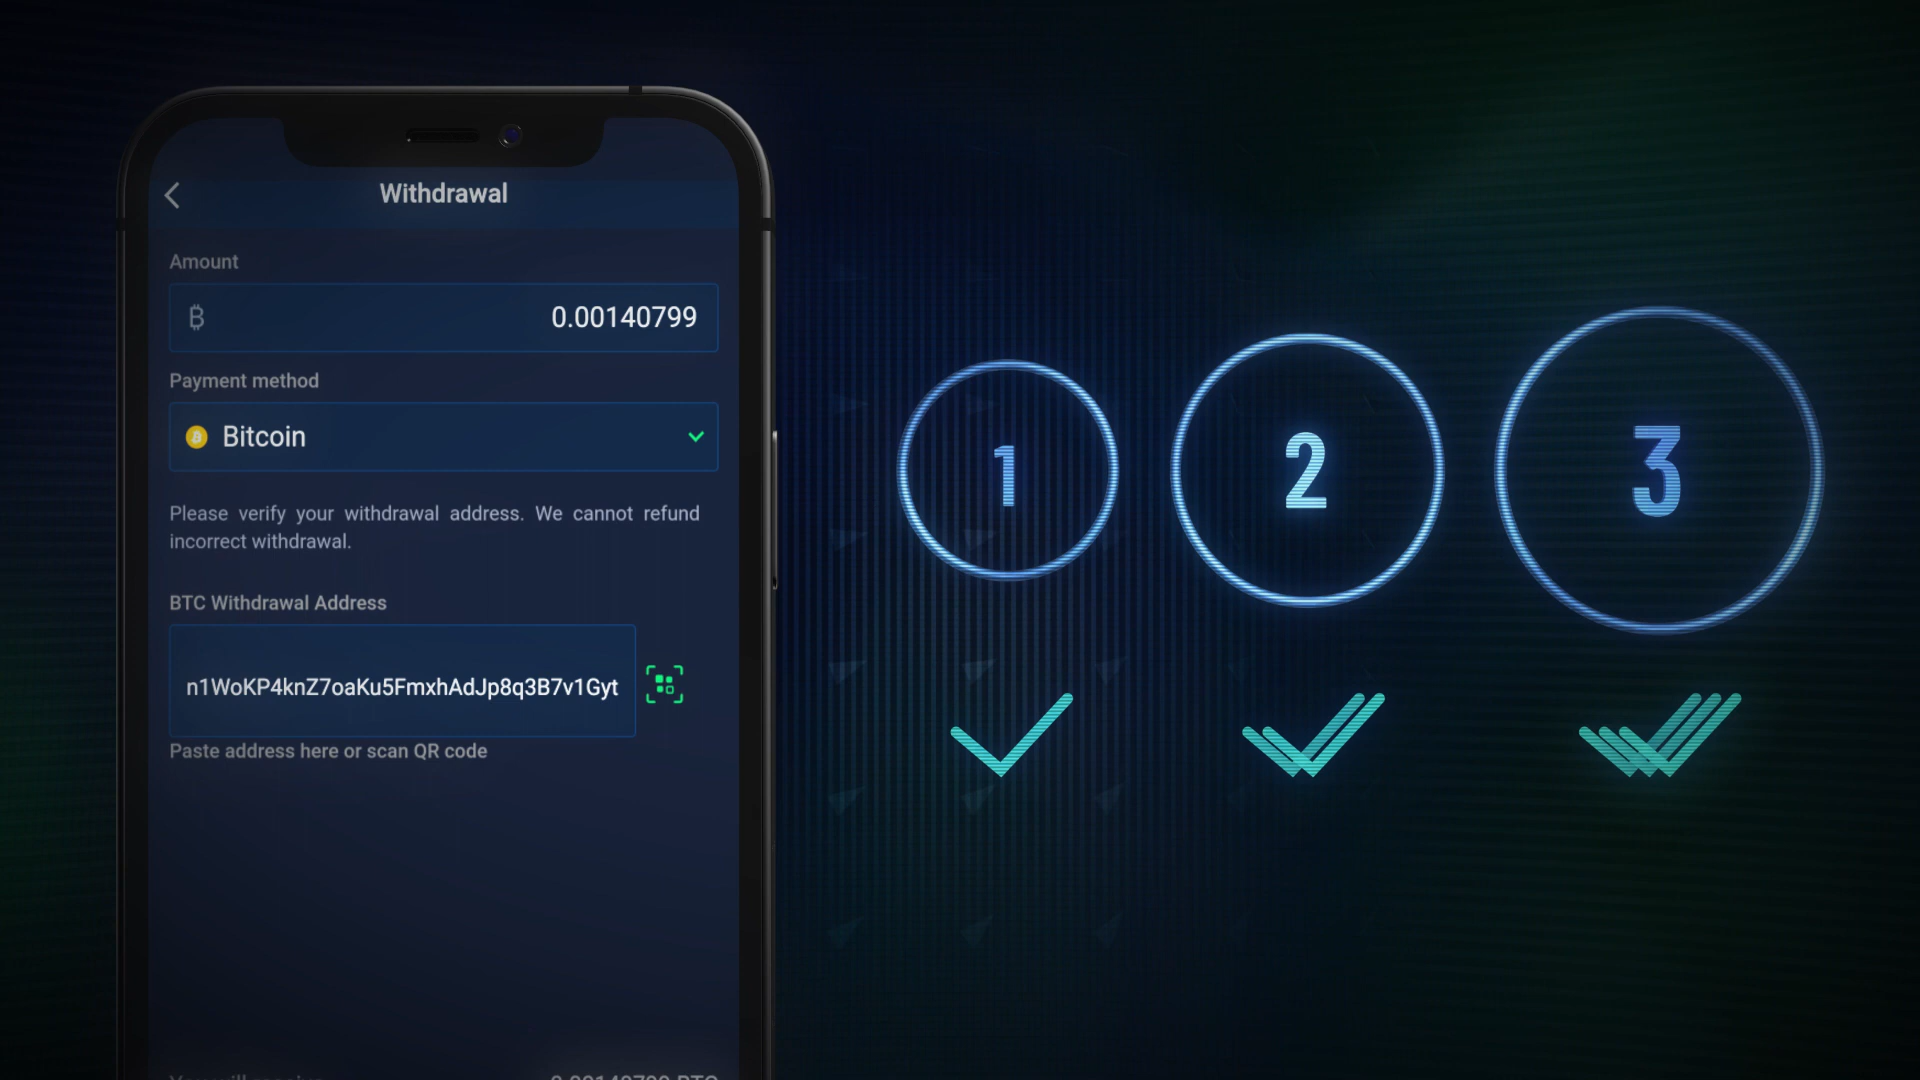 Withdrawal
Amount
0.00140799
Payment method
Bitcoin
Please verify your withdrawal address. We cannot refund
incorrect withdrawal.
BTC Withdrawal Address
n1WoKP4knZ7oaKu5FmxhAdJp8q3B7v1Gyt
Paste address here or scan QR code
1
2
3